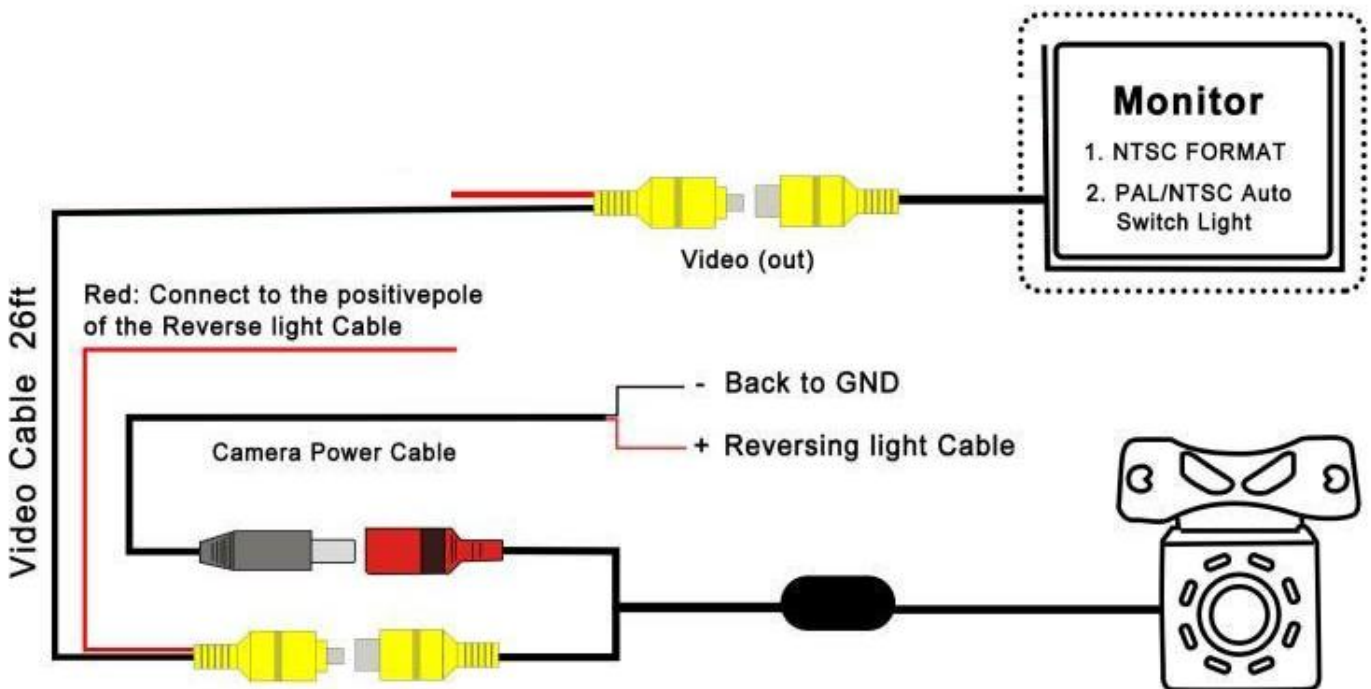 Monitor
1. NTSC FORMAT
2. PAL/NTSC Auto
Switch Light
Video (out)
Video Cable 26ft
Red: Connect to the positivepole
of the Reverse light Cable
- Back to GND
+ Reversing light Cable
Camera Power Cable